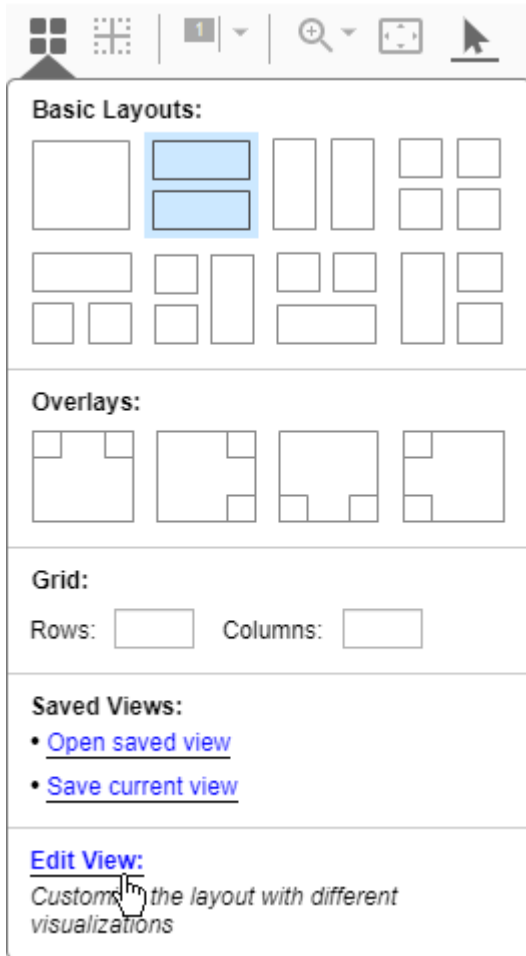 1
Basic Layouts:
Overlays:
Grid:
Rows: Columns:
Saved Views:
• Open saved view
• Save current view
Edit View:
the layout with different
visualizations